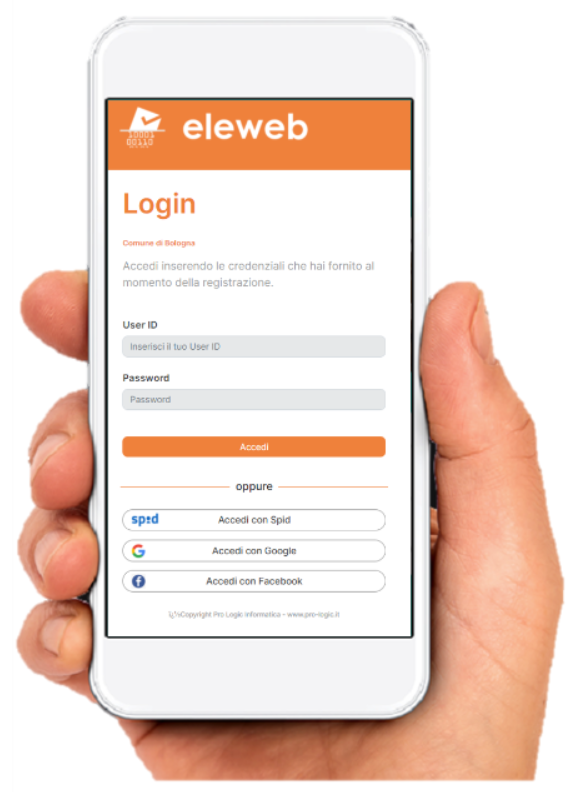 10001
00110
eleweb
Login
Comune di Bologna
Accedi inserendo le credenziali che hai fornito al
momento della registrazione.
User ID
Inserisci il tuo User ID
Password
Password
Accedi
oppure
spid
Accedi con Spid
G
Accedi con Google
f
Accedi con Facebook
Copyright Pro Logic Informatica - www.pro-logic.it